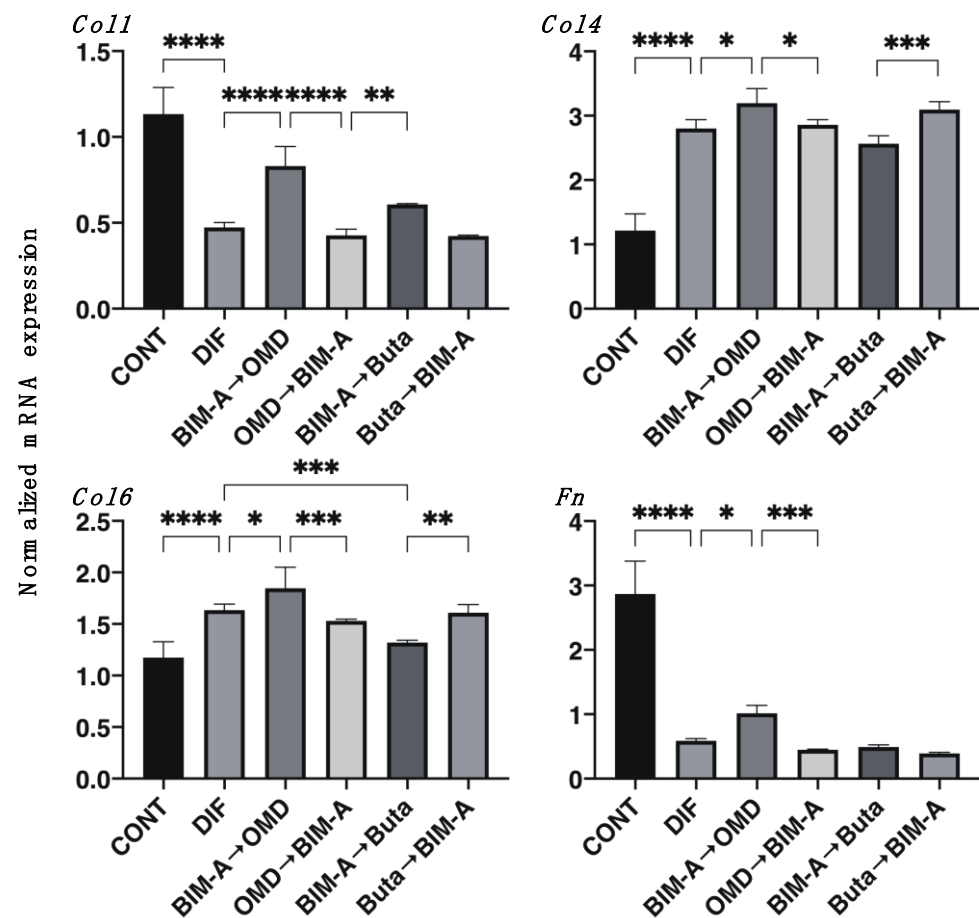 Col1
****
1.5
********
**
1.0
0.5
0.0
CONT
DIF
BIM-A→OMD
OMD→BIM-A
BIM-A→Buta
Buta→BIM-A
Col4
****
*
*
***
4
3
2
1
0
CONT
DIF
BIM-A→OMD
OMD→BIM-A
BIM-A→Buta
Buta→BIM-A
Normalized mRNA expression
Col6
***
****
*
***
**
2.5
2.0
1.5
1.0
0.5
0.0
CONT
DIF
BIM-A→OMD
OMD→BIM-A
BIM-A→Buta
Buta→BIM-A
Fn
****
*
***
4
3
2
1
0
CONT
DIF
BIM-A→OMD
OMD→BIM-A
BIM-A→Buta
Buta→BIM-A